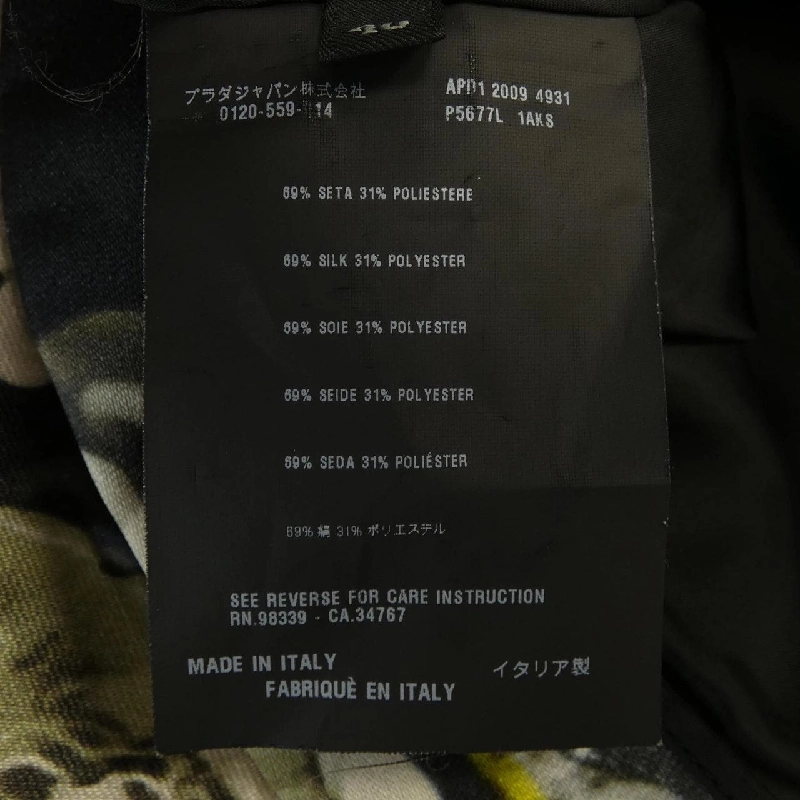 40
プラダジャパン株式会社
0120-559-
APD1 2009 4931
P5677L 1AKS
69% SETA 31% POLIESTERE
69% SILK 31% POLYESTER
69% SOIE 31% POLYESTER
69% SEIDE 31% POLYESTER
69% SEDA 31% POLIÉSTER
69% 絹 31% ポリエステル
SEE REVERSE FOR CARE INSTRUCTION
RN.98339 - CA.34767
MADE IN ITALY
イタリア製
FABRIQUÈ EN ITALY